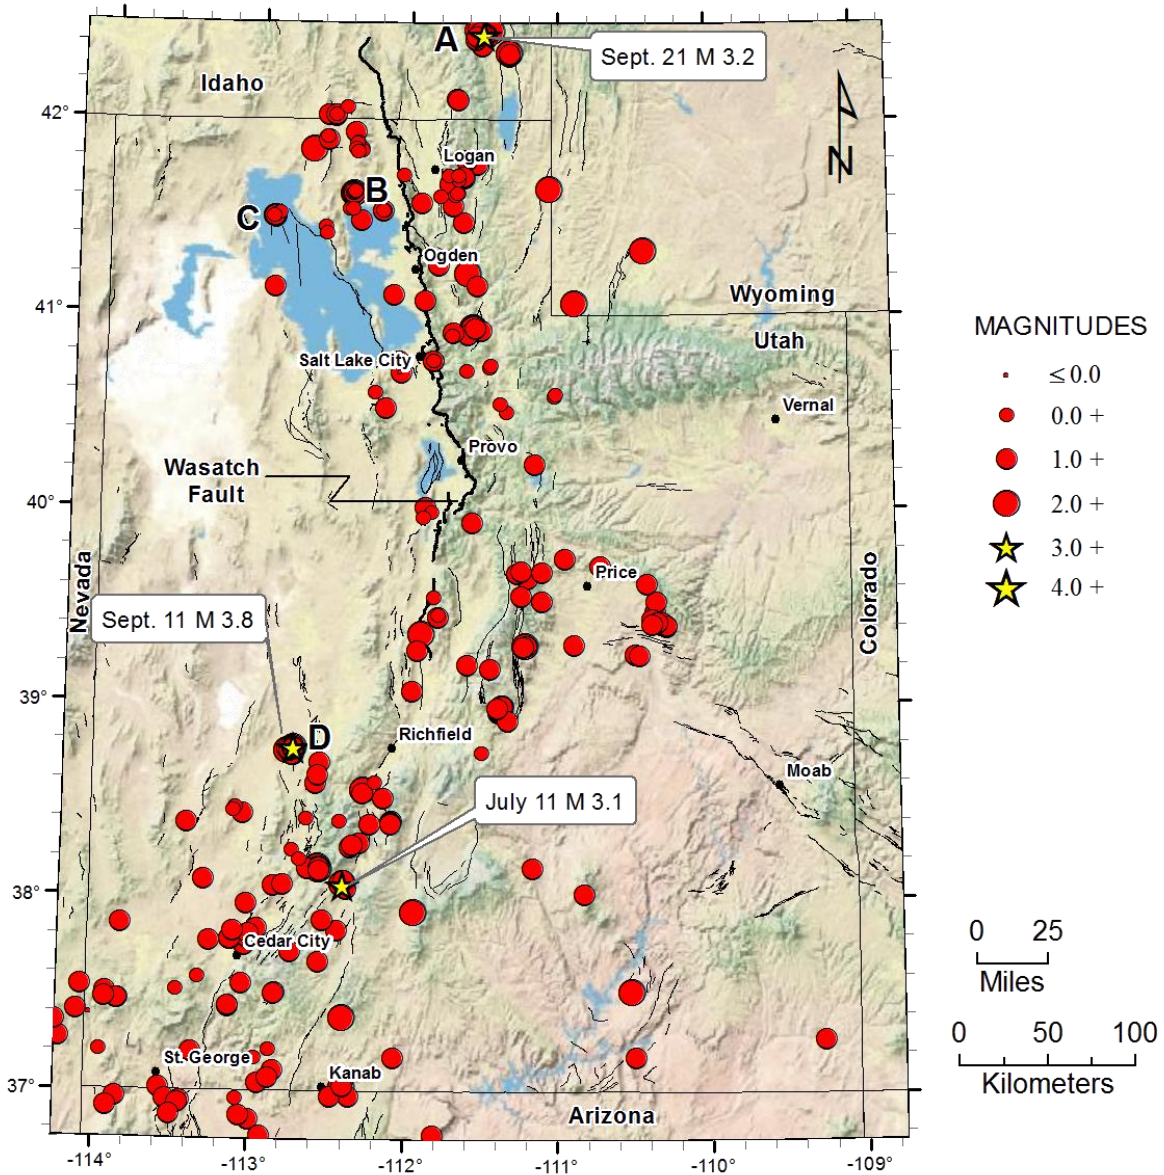 A
Sept. 21 M 3.2
Idaho
42°
N
Logan
B
C
Ogden
Wyoming
41°
Utah
Salt Lake City
Vernal
Provo
Wasatch
Fault
40°
Nevada
Price
Colorado
Sept. 11 M 3.8
39°
D
Richfield
Moab
July 11 M 3.1
38°
Cedar City
St. George
Kanab
37°
Arizona
-114°
-113°
-112°
-111°
-110°
-109°
MAGNITUDES
≤ 0.0
0.0 +
1.0 +
2.0 +
3.0 +
4.0 +
0 25
Miles
0 50 100
Kilometers